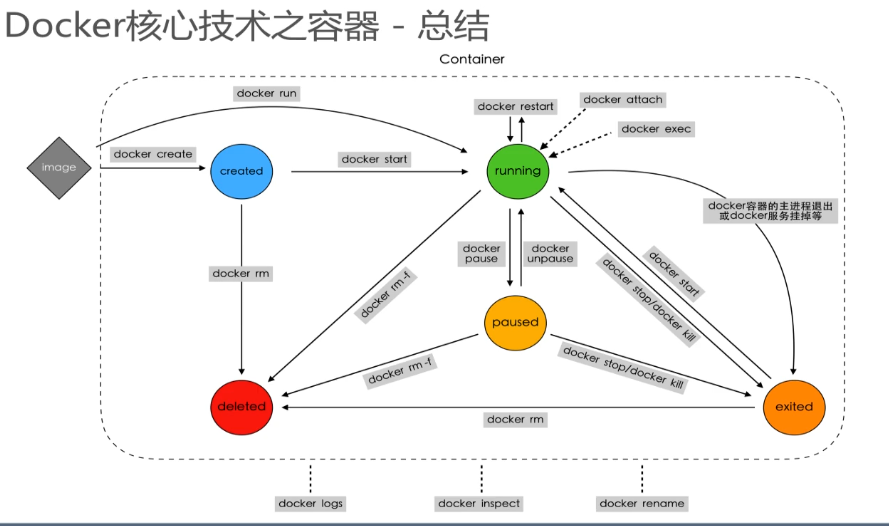 Docker核心技术之容器 - 总结
Container
docker run
docker restart
docker attach
docker exec
image
docker create
created
docker start
running
docker容器的主进程退出
或docker服务挂掉等
docker rm
docker rm -f
docker
pause
docker
unpause
docker start
docker stop/docker kill
paused
docker rm -f
docker stop/docker kill
deleted
exited
docker rm
docker logs
docker inspect
docker rename